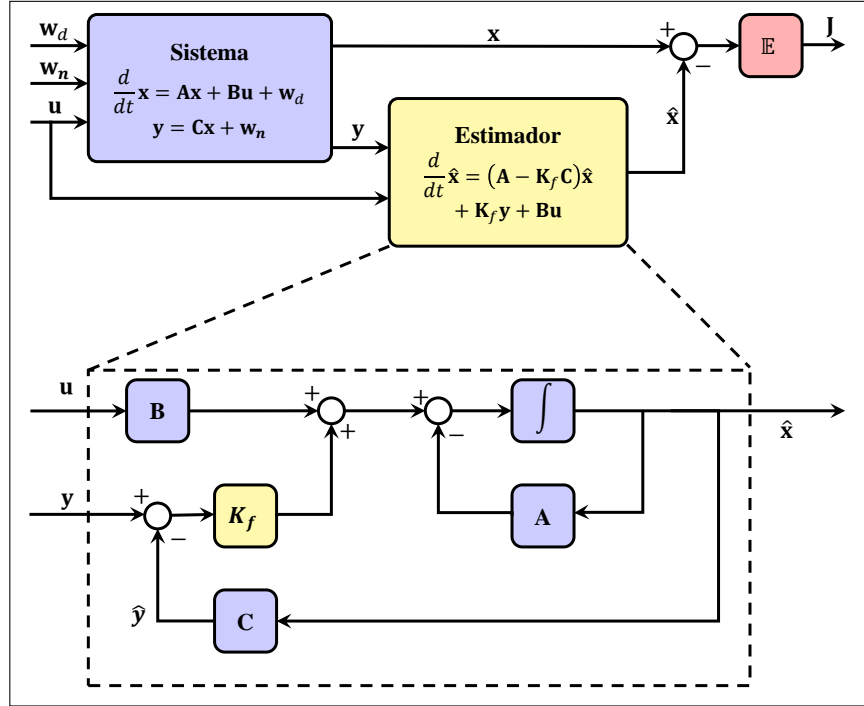 w_d
w_n
u
Sistema
d/dt x = Ax + Bu + w_d
y = Cx + w_n
x
+
−
𝔼
J
y
x̂
Estimador
d/dt x̂ = (A − K_f C)x̂
+ K_f y + Bu
u
B
+
+
+
−
∫
x̂
y
+
−
K_f
A
ŷ
C